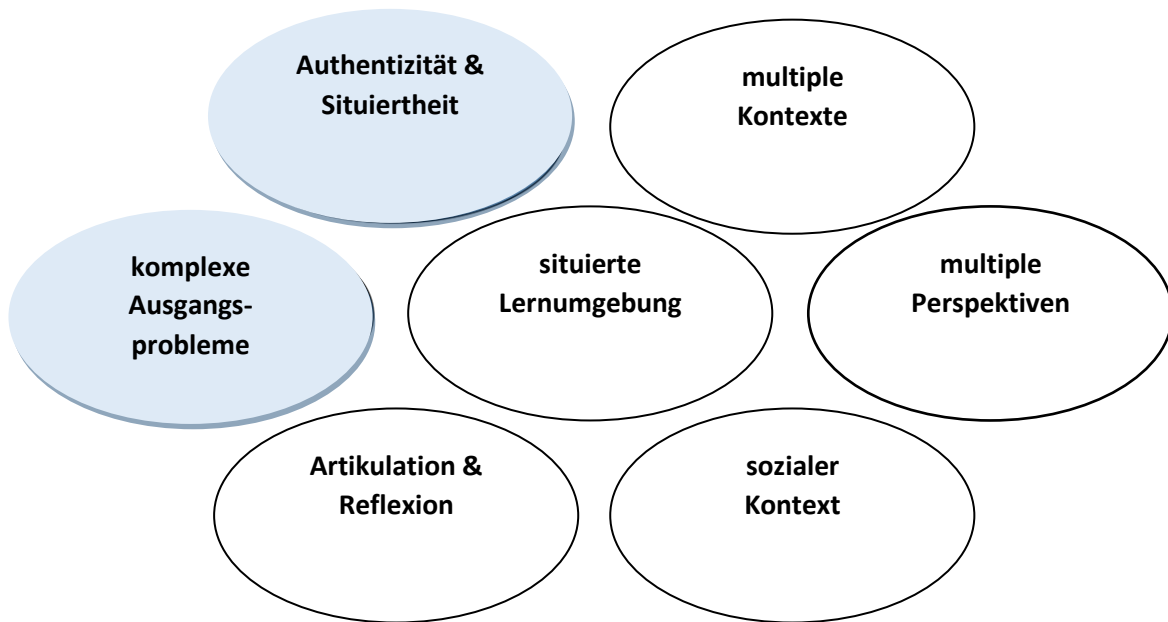 Authentizität &
Situiertheit
multiple
Kontexte
komplexe
Ausgangs-
probleme
situierte
Lernumgebung
multiple
Perspektiven
Artikulation &
Reflexion
sozialer
Kontext